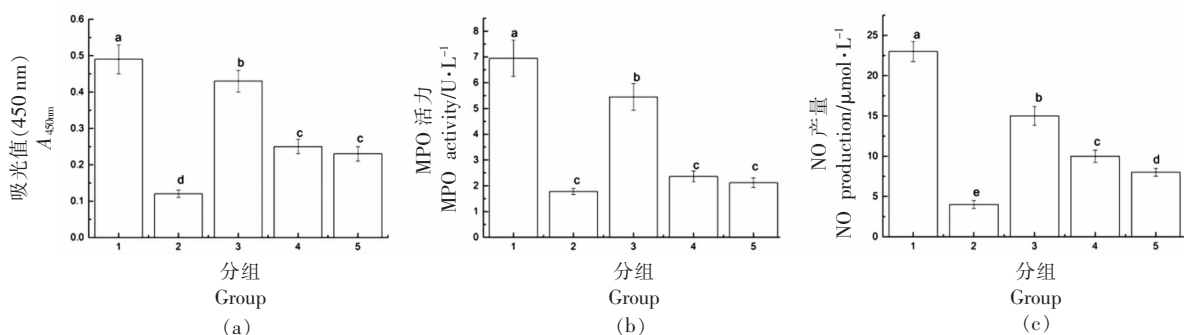 吸光值(450 nm)
A450nm
0.6
0.5
0.4
0.3
0.2
0.1
0.0
a
d
b
c
c
1 2 3 4 5
分组
Group
(a)
MPO 活力
MPO activity/U·L⁻¹
8
7
6
5
4
3
2
1
0
a
c
b
c
c
1 2 3 4 5
分组
Group
(b)
NO 产量
NO production/μmol·L⁻¹
25
20
15
10
5
0
a
e
b
c
d
1 2 3 4 5
分组
Group
(c)